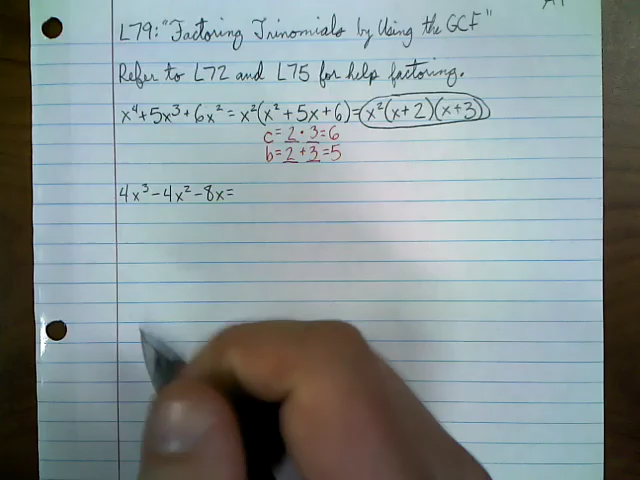 L79: "Factoring Trinomials by Using the GCF"
Refer to L72 and L75 for help factoring.
x⁴+5x³+6x² = x²(x²+5x+6)=x²(x+2)(x+3)
c=2·3=6
b=2+3=5
4x³-4x²-8x=